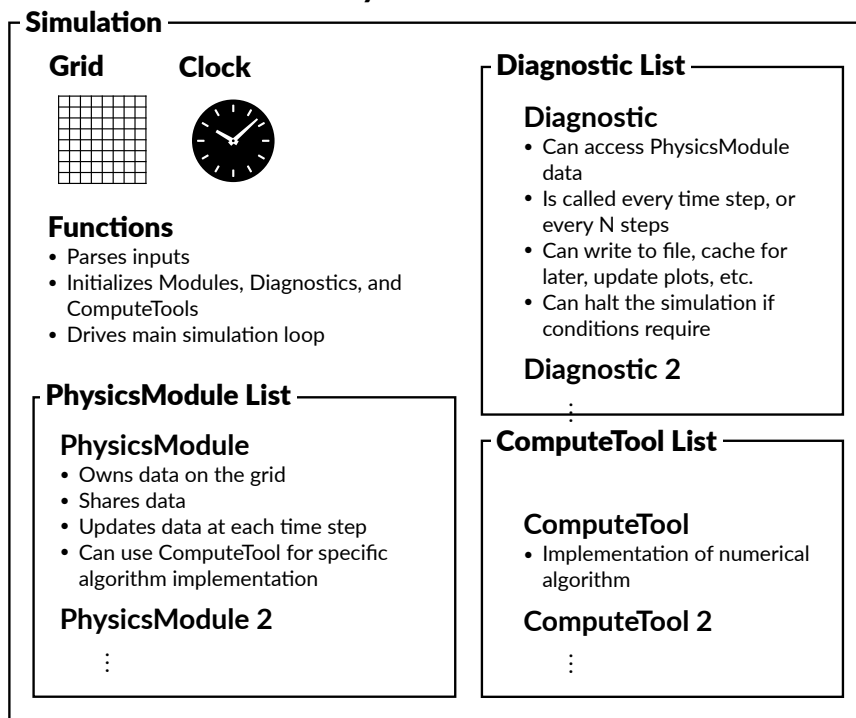 Simulation
Grid
Clock
Functions
• Parses inputs
• Initializes Modules, Diagnostics, and
ComputeTools
• Drives main simulation loop
PhysicsModule List
PhysicsModule
• Owns data on the grid
• Shares data
• Updates data at each time step
• Can use ComputeTool for specific
algorithm implementation
PhysicsModule 2
⋮
Diagnostic List
Diagnostic
• Can access PhysicsModule
data
• Is called every time step, or
every N steps
• Can write to file, cache for
later, update plots, etc.
• Can halt the simulation if
conditions require
Diagnostic 2
⋮
ComputeTool List
ComputeTool
• Implementation of numerical
algorithm
ComputeTool 2
⋮